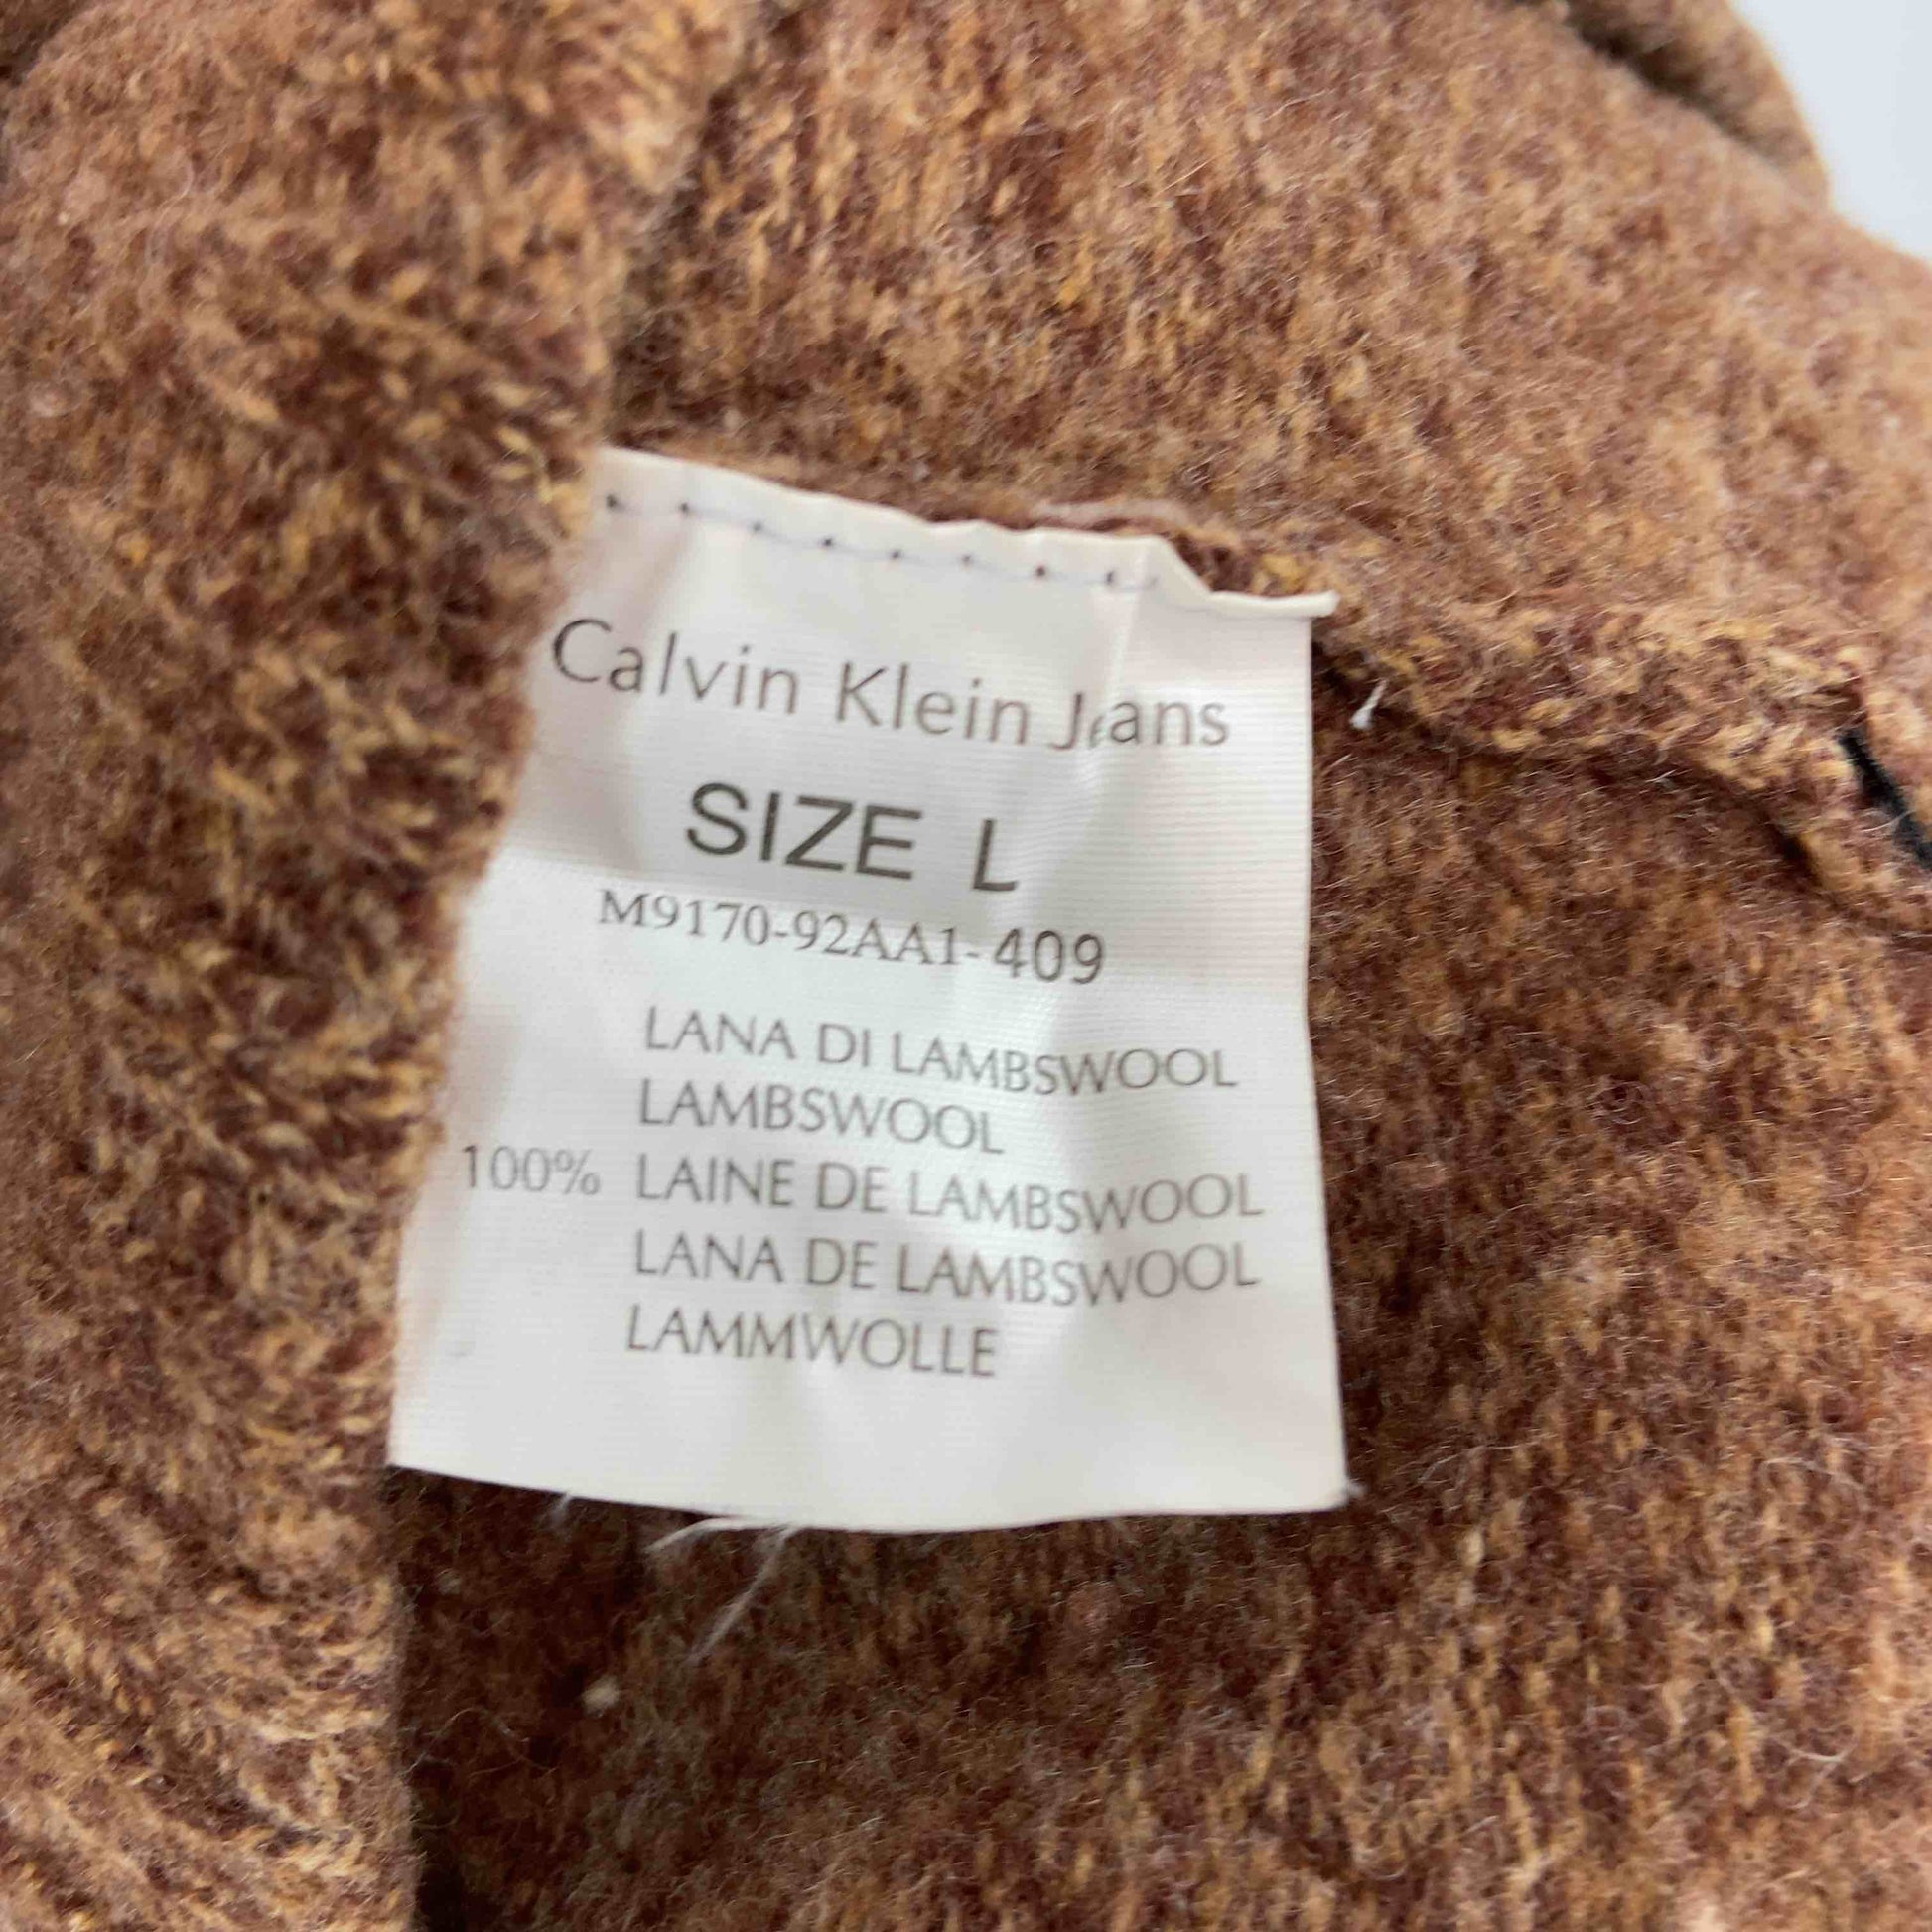 Calvin Klein Jeans
SIZE L
M9170-92AA1-409
LANA DI LAMBSWOOL
LAMBSWOOL
100% LAINE DE LAMBSWOOL
LANA DE LAMBSWOOL
LAMMWOLLE